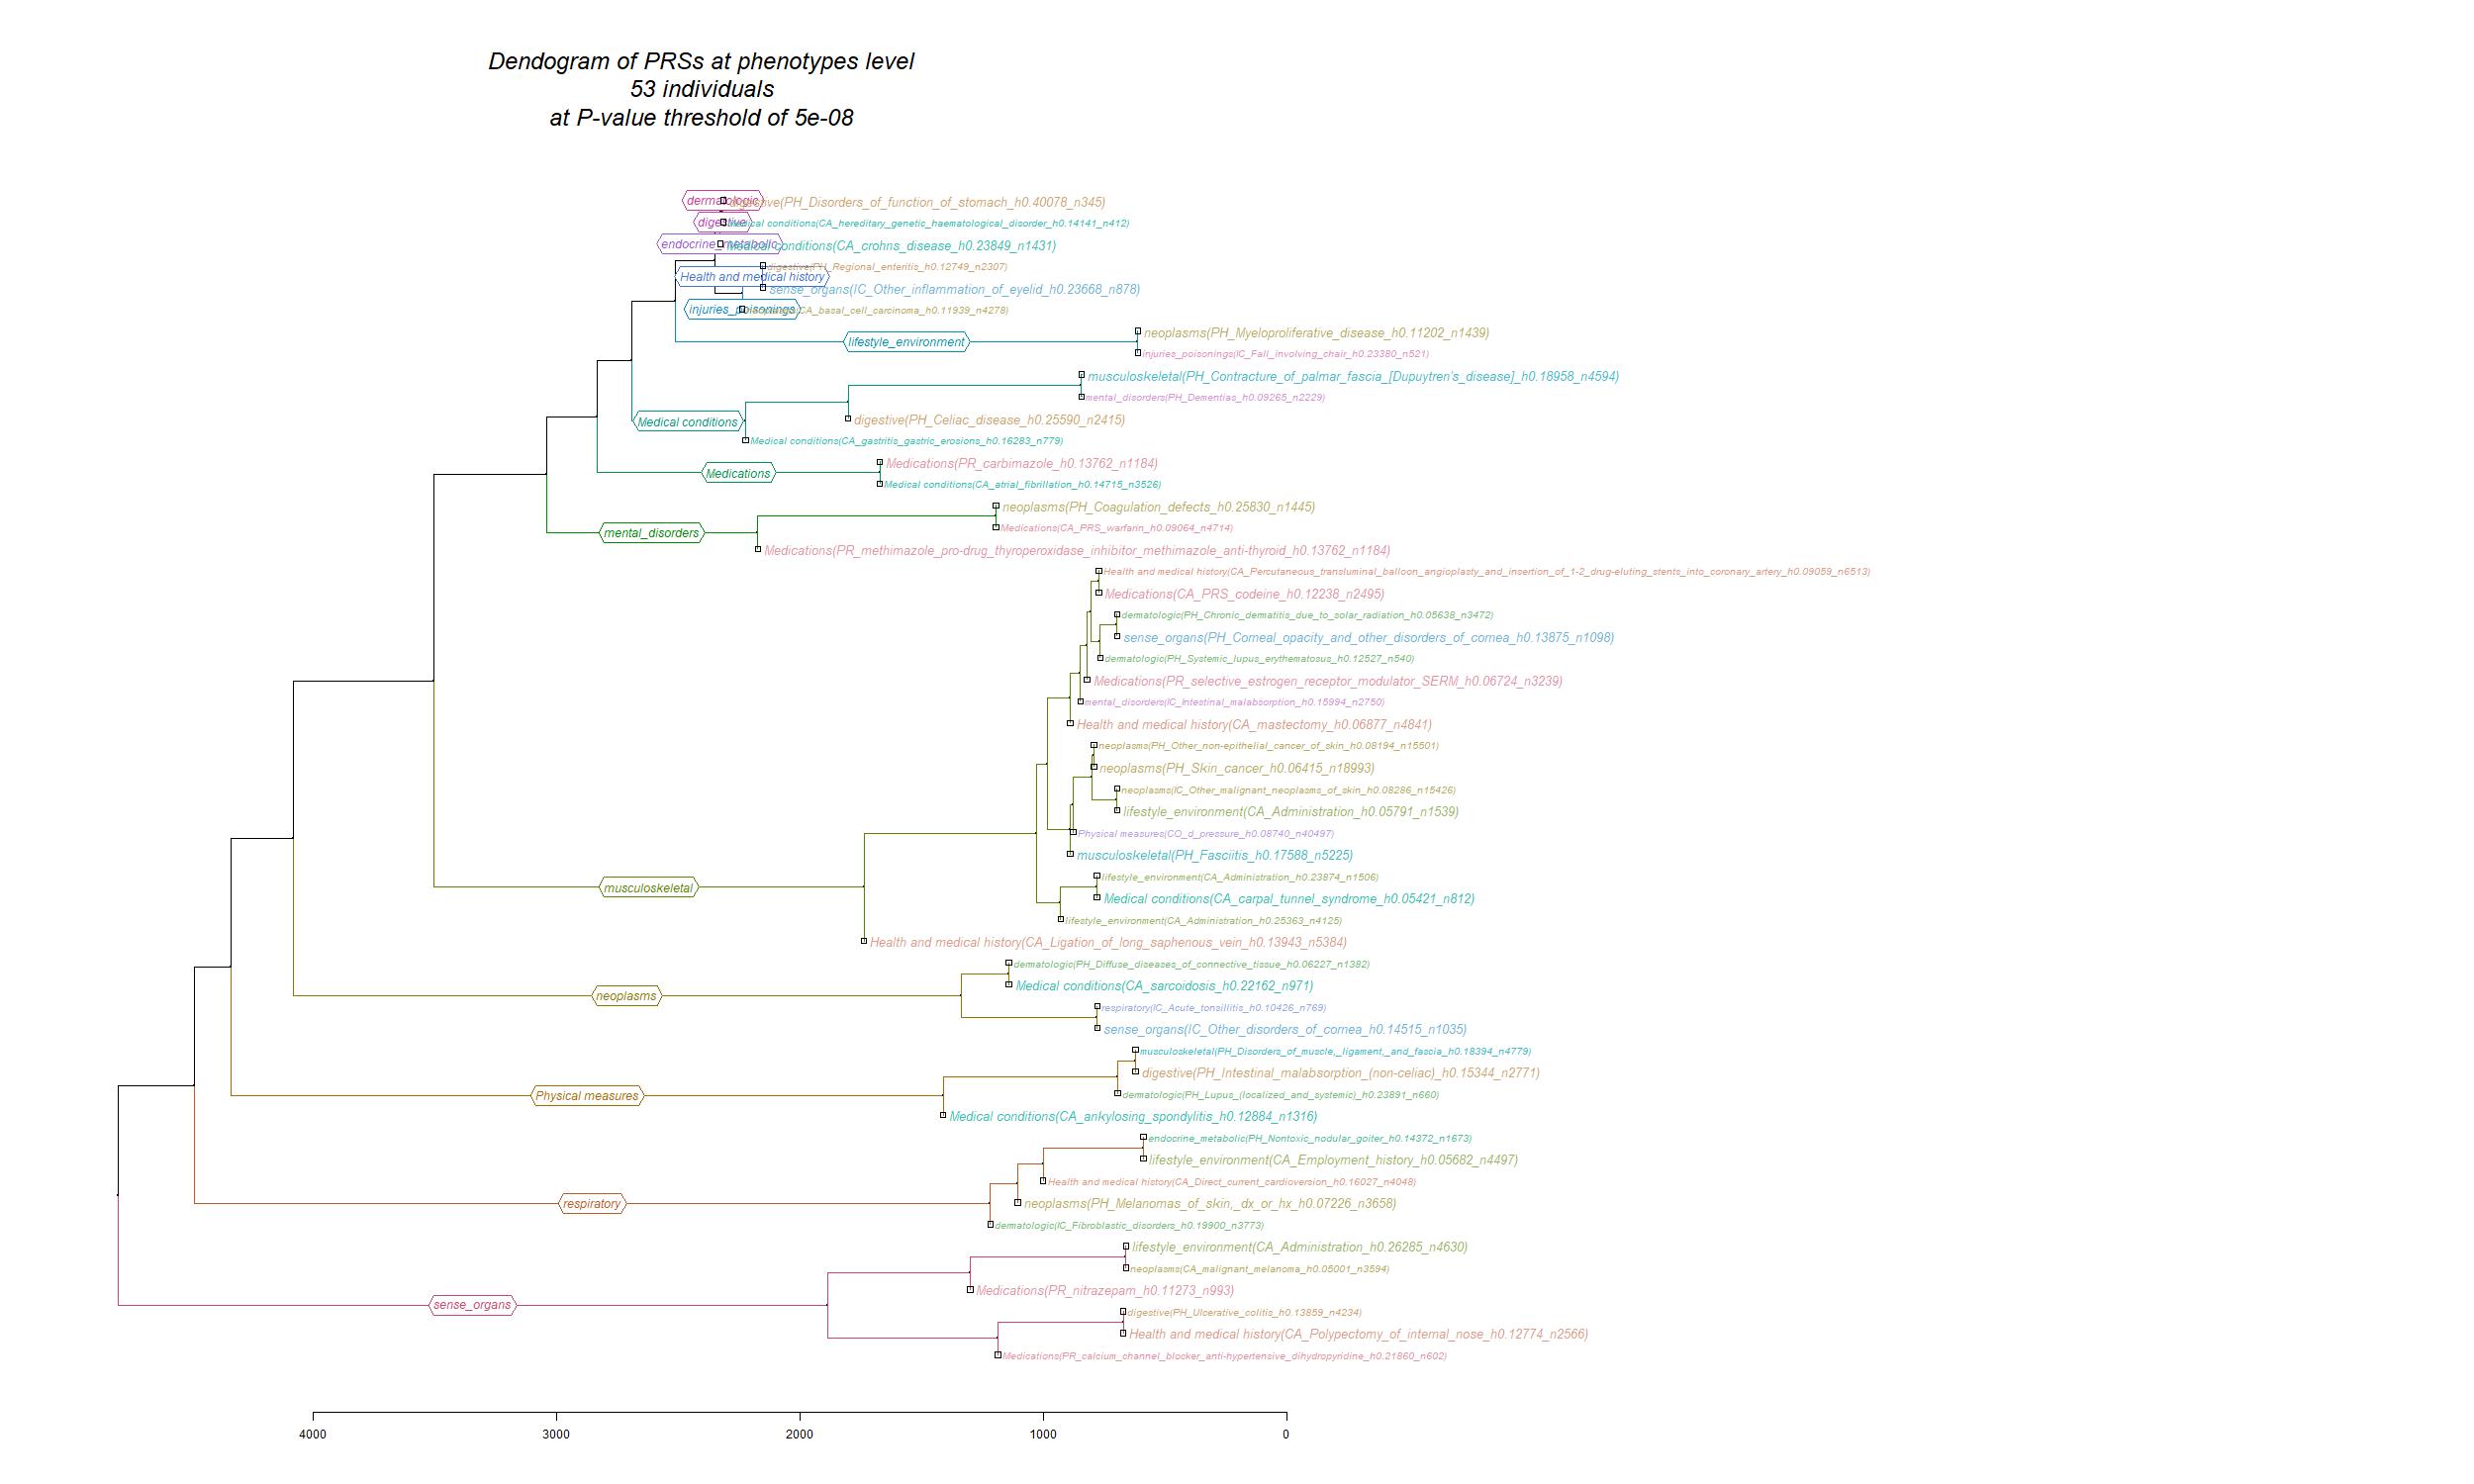 Dendogram of PRSs at phenotypes level
53 individuals
at P-value threshold of 5e-08
dermatologic
digestive(PH_Disorders_of_function_of_stomach_h0.40078_n345)
digestive
Medical conditions(CA_hereditary_genetic_haematological_disorder_h0.14141_n412)
endocrine_metabolic
Medical conditions(CA_crohns_disease_h0.23849_n1431)
digestive(PH_Regional_enteritis_h0.12749_n2307)
Health and medical history
sense_organs(IC_Other_inflammation_of_eyelid_h0.23668_n878)
injuries_poisonings
neoplasms(CA_basal_cell_carcinoma_h0.11939_n4278)
neoplasms(PH_Myeloproliferative_disease_h0.11202_n1439)
lifestyle_environment
injuries_poisonings(IC_Fall_involving_chair_h0.23380_n521)
musculoskeletal(PH_Contracture_of_palmar_fascia_[Dupuytren's_disease]_h0.18958_n4594)
mental_disorders(PH_Dementias_h0.09265_n2229)
digestive(PH_Celiac_disease_h0.25590_n2415)
Medical conditions
Medical conditions(CA_gastritis_gastric_erosions_h0.16283_n779)
Medications(PR_carbimazole_h0.13762_n1184)
Medications
Medical conditions(CA_atrial_fibrillation_h0.14715_n3526)
neoplasms(PH_Coagulation_defects_h0.25830_n1445)
Medications(CA_PRS_warfarin_h0.09064_n4714)
mental_disorders
Medications(PR_methimazole_pro-drug_thyroperoxidase_inhibitor_methimazole_anti-thyroid_h0.13762_n1184)
Health and medical history(CA_Percutaneous_transluminal_balloon_angioplasty_and_insertion_of_1-2_drug-eluting_stents_into_coronary_artery_h0.09059_n6513)
Medications(CA_PRS_codeine_h0.12238_n2495)
dermatologic(PH_Chronic_dermatitis_due_to_solar_radiation_h0.05638_n3472)
sense_organs(PH_Corneal_opacity_and_other_disorders_of_cornea_h0.13875_n1098)
dermatologic(PH_Systemic_lupus_erythematosus_h0.12527_n540)
Medications(PR_selective_estrogen_receptor_modulator_SERM_h0.06724_n3239)
mental_disorders(IC_Intestinal_malabsorption_h0.15994_n2750)
Health and medical history(CA_mastectomy_h0.06877_n4841)
neoplasms(PH_Other_non-epithelial_cancer_of_skin_h0.08194_n15501)
neoplasms(PH_Skin_cancer_h0.06415_n18993)
neoplasms(IC_Other_malignant_neoplasms_of_skin_h0.08286_n15426)
lifestyle_environment(CA_Administration_h0.05791_n1539)
Physical measures(CO_d_pressure_h0.08740_n40497)
musculoskeletal(PH_Fasciitis_h0.17588_n5225)
lifestyle_environment(CA_Administration_h0.23874_n1506)
musculoskeletal
Medical conditions(CA_carpal_tunnel_syndrome_h0.05421_n812)
lifestyle_environment(CA_Administration_h0.25363_n4125)
Health and medical history(CA_Ligation_of_long_saphenous_vein_h0.13943_n5384)
dermatologic(PH_Diffuse_diseases_of_connective_tissue_h0.06227_n1382)
Medical conditions(CA_sarcoidosis_h0.22162_n971)
neoplasms
respiratory(IC_Acute_tonsillitis_h0.10426_n769)
sense_organs(IC_Other_disorders_of_cornea_h0.14515_n1035)
musculoskeletal(PH_Disorders_of_muscle,_ligament,_and_fascia_h0.18394_n4779)
digestive(PH_Intestinal_malabsorption_(non-celiac)_h0.15344_n2771)
Physical measures
dermatologic(PH_Lupus_(localized_and_systemic)_h0.23891_n660)
Medical conditions(CA_ankylosing_spondylitis_h0.12884_n1316)
endocrine_metabolic(PH_Nontoxic_nodular_goiter_h0.14372_n1673)
lifestyle_environment(CA_Employment_history_h0.05682_n4497)
Health and medical history(CA_Direct_current_cardioversion_h0.16027_n4048)
respiratory
neoplasms(PH_Melanomas_of_skin,_dx_or_hx_h0.07226_n3658)
dermatologic(IC_Fibroblastic_disorders_h0.19900_n3773)
lifestyle_environment(CA_Administration_h0.26285_n4630)
neoplasms(CA_malignant_melanoma_h0.05001_n3594)
Medications(PR_nitrazepam_h0.11273_n993)
sense_organs
digestive(PH_Ulcerative_colitis_h0.13859_n4234)
Health and medical history(CA_Polypectomy_of_internal_nose_h0.12774_n2566)
Medications(PR_calcium_channel_blocker_anti-hypertensive_dihydropyridine_h0.21860_n602)
4000 3000 2000 1000 0